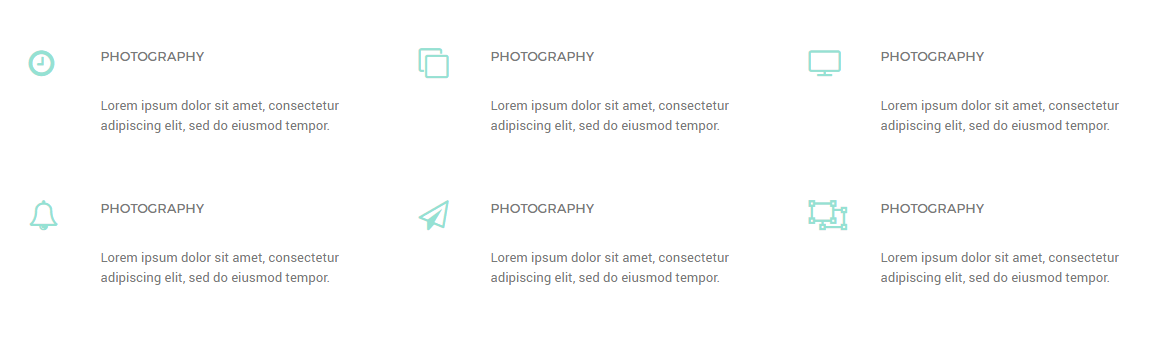 PHOTOGRAPHY
Lorem ipsum dolor sit amet, consectetur
adipiscing elit, sed do eiusmod tempor.
PHOTOGRAPHY
Lorem ipsum dolor sit amet, consectetur
adipiscing elit, sed do eiusmod tempor.
PHOTOGRAPHY
Lorem ipsum dolor sit amet, consectetur
adipiscing elit, sed do eiusmod tempor.
PHOTOGRAPHY
Lorem ipsum dolor sit amet, consectetur
adipiscing elit, sed do eiusmod tempor.
PHOTOGRAPHY
Lorem ipsum dolor sit amet, consectetur
adipiscing elit, sed do eiusmod tempor.
PHOTOGRAPHY
Lorem ipsum dolor sit amet, consectetur
adipiscing elit, sed do eiusmod tempor.